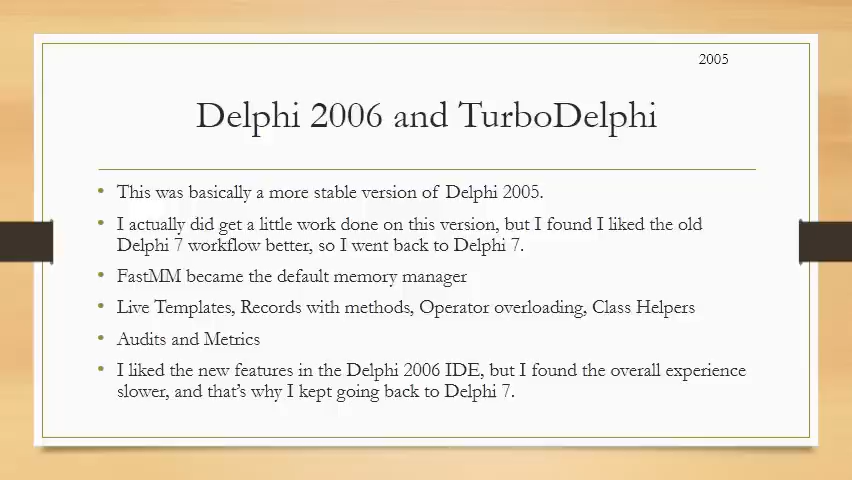 2005
Delphi 2006 and TurboDelphi
• This was basically a more stable version of Delphi 2005.
• I actually did get a little work done on this version, but I found I liked the old
Delphi 7 workflow better, so I went back to Delphi 7.
• FastMM became the default memory manager
• Live Templates, Records with methods, Operator overloading, Class Helpers
• Audits and Metrics
• I liked the new features in the Delphi 2006 IDE, but I found the overall experience
slower, and that’s why I kept going back to Delphi 7.